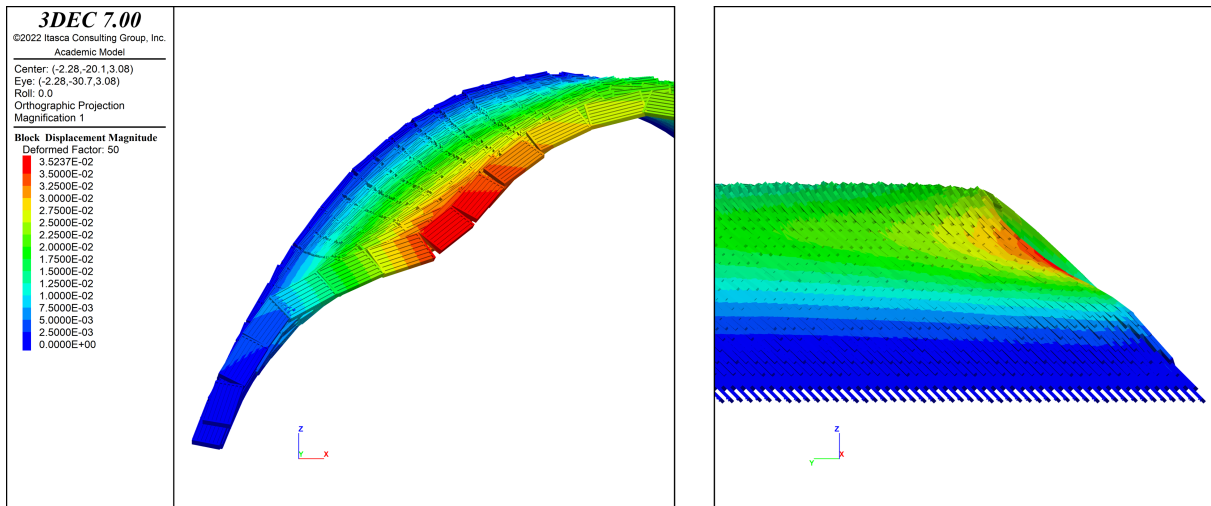 3DEC 7.00
©2022 Itasca Consulting Group, Inc.
Academic Model
Center: (-2.28,-20.1,3.08)
Eye: (-2.28,-30.7,3.08)
Roll: 0.0
Orthographic Projection
Magnification 1
Block Displacement Magnitude
Deformed Factor: 50
3.5237E-02
3.5000E-02
3.2500E-02
3.0000E-02
2.7500E-02
2.5000E-02
2.2500E-02
2.0000E-02
1.7500E-02
1.5000E-02
1.2500E-02
1.0000E-02
7.5000E-03
5.0000E-03
2.5000E-03
0.0000E+00
Z
Y X
Z
Y X